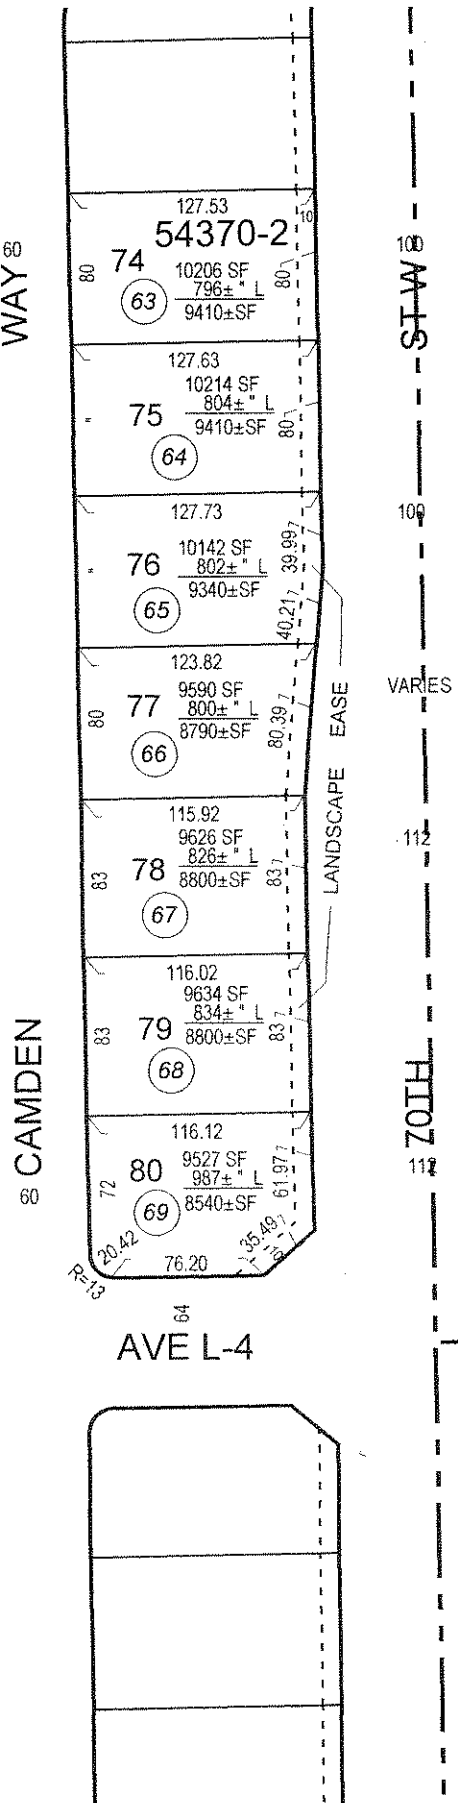 60
WAY
127.53
10
54370-2
74
10206 SF
796± " L
9410±SF
80
80
63
100
ST W
127.63
75
10214 SF
804± " L
9410±SF
80
"
64
127.73
100
76
10142 SF
802± " L
9340±SF
39.99
40.21
"
65
123.82
LANDSCAPE EASE
VARIES
77
9590 SF
800± " L
8790±SF
80
80.39
66
115.92
112
78
9626 SF
826± " L
8800±SF
83
83
67
116.02
79
9634 SF
834± " L
8800±SF
83
83
68
CAMDEN
60
70TH
112
116.12
80
9527 SF
987± " L
8540±SF
72
61.97
69
20.42
R=13
76.20
35.49
10
64
AVE L-4